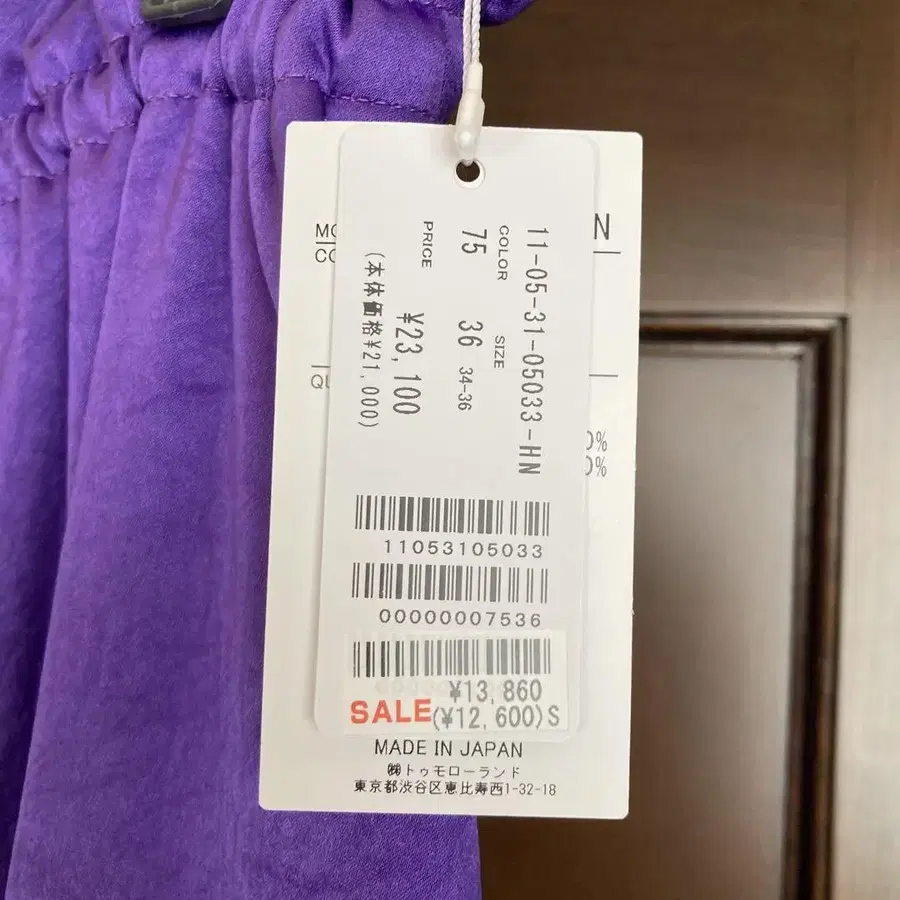 11-05-31-05033-HN
COLOR SIZE
75 36 34-36
PRICE
¥23,100
(本体価格¥21,000)
11053105033
00000007536
¥13,860
SALE(¥12,600)S
MADE IN JAPAN
㈱トゥモローランド
東京都渋谷区恵比寿西1-32-18